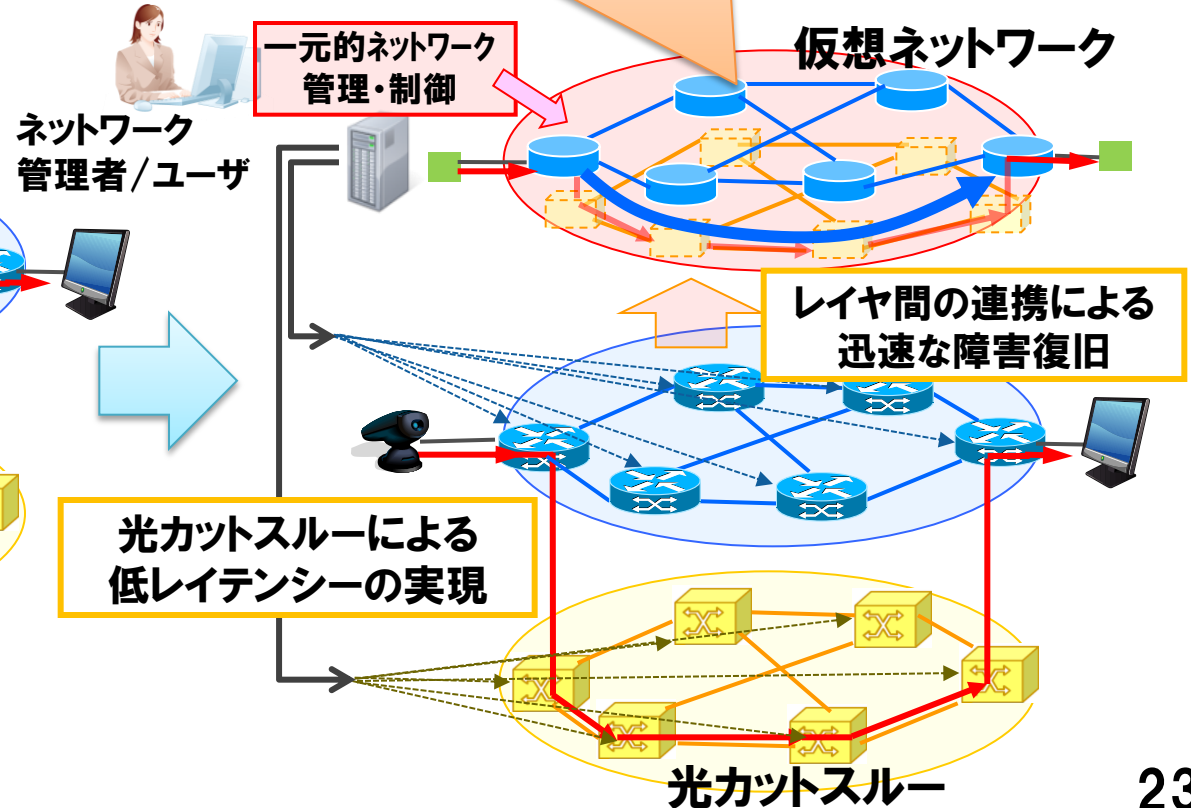 一元的ネットワーク
管理・制御
仮想ネットワーク
ネットワーク
管理者/ユーザ
レイヤ間の連携による
迅速な障害復旧
光カットスルーによる
低レイテンシーの実現
光カットスルー
23